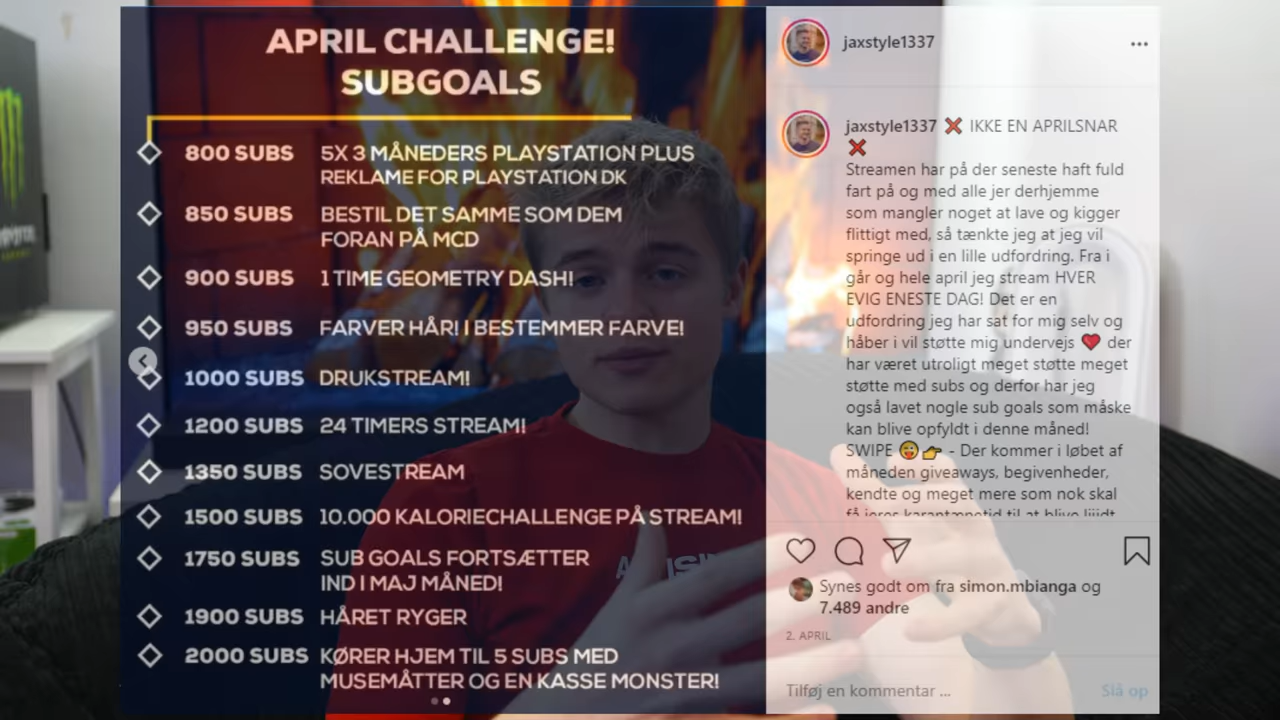 APRIL CHALLENGE!
SUBGOALS
800 SUBS 5X 3 MÅNEDERS PLAYSTATION PLUS
REKLAME FOR PLAYSTATION DK
850 SUBS BESTIL DET SAMME SOM DEM
FORAN PÅ MCD
900 SUBS 1 TIME GEOMETRY DASH!
950 SUBS FARVER HÅR! I BESTEMMER FARVE!
1000 SUBS DRUKSTREAM!
1200 SUBS 24 TIMERS STREAM!
1350 SUBS SOVESTREAM
1500 SUBS 10.000 KALORIECHALLENGE PÅ STREAM!
1750 SUBS SUB GOALS FORTSÆTTER
IND I MAJ MÅNED!
1900 SUBS HÅRET RYGER
2000 SUBS KØRER HJEM TIL 5 SUBS MED
MUSEMÅTTER OG EN KASSE MONSTER!
jaxstyle1337
jaxstyle1337 ❌ IKKE EN APRILSNAR
❌
Streamen har på der seneste haft fuld
fart på og med alle jer derhjemme
som mangler noget at lave og kigger
flittigt med, så tænkte jeg at jeg vil
springe ud i en lille udfordring. Fra i
går og hele april jeg stream HVER
EVIG ENESTE DAG! Det er en
udfordring jeg har sat for mig selv og
håber i vil støtte mig undervejs ❤️ der
har været utroligt meget støtte meget
støtte med subs og derfor har jeg
også lavet nogle sub goals som måske
kan blive opfyldt i denne måned!
SWIPE 😛👉 - Der kommer i løbet af
måneden giveaways, begivenheder,
kendte og meget mere som nok skal
Synes godt om fra simon.mbianga og
7.489 andre
2. APRIL
Tilføj en kommentar ...
Slå op